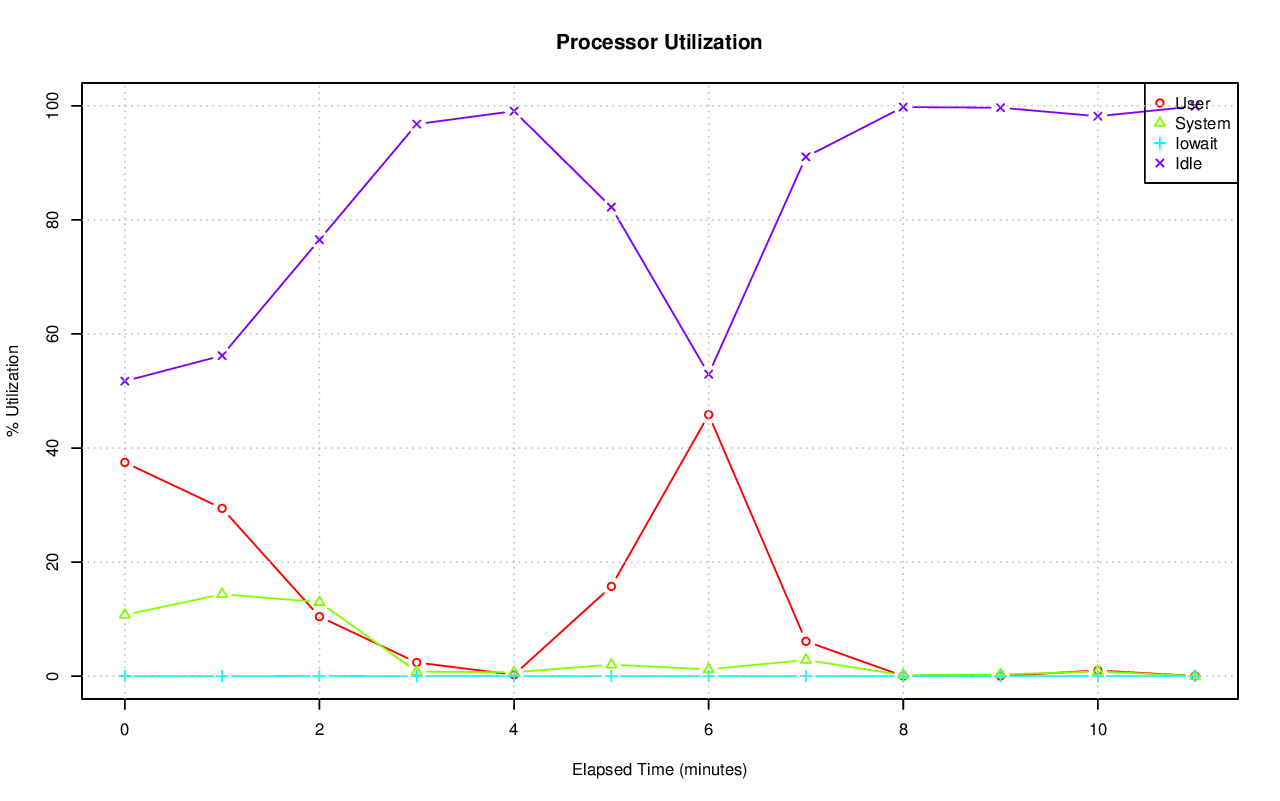 Processor Utilization
% Utilization
100
80
60
40
20
0
User
System
Iowait
Idle
0 2 4 6 8 10
Elapsed Time (minutes)